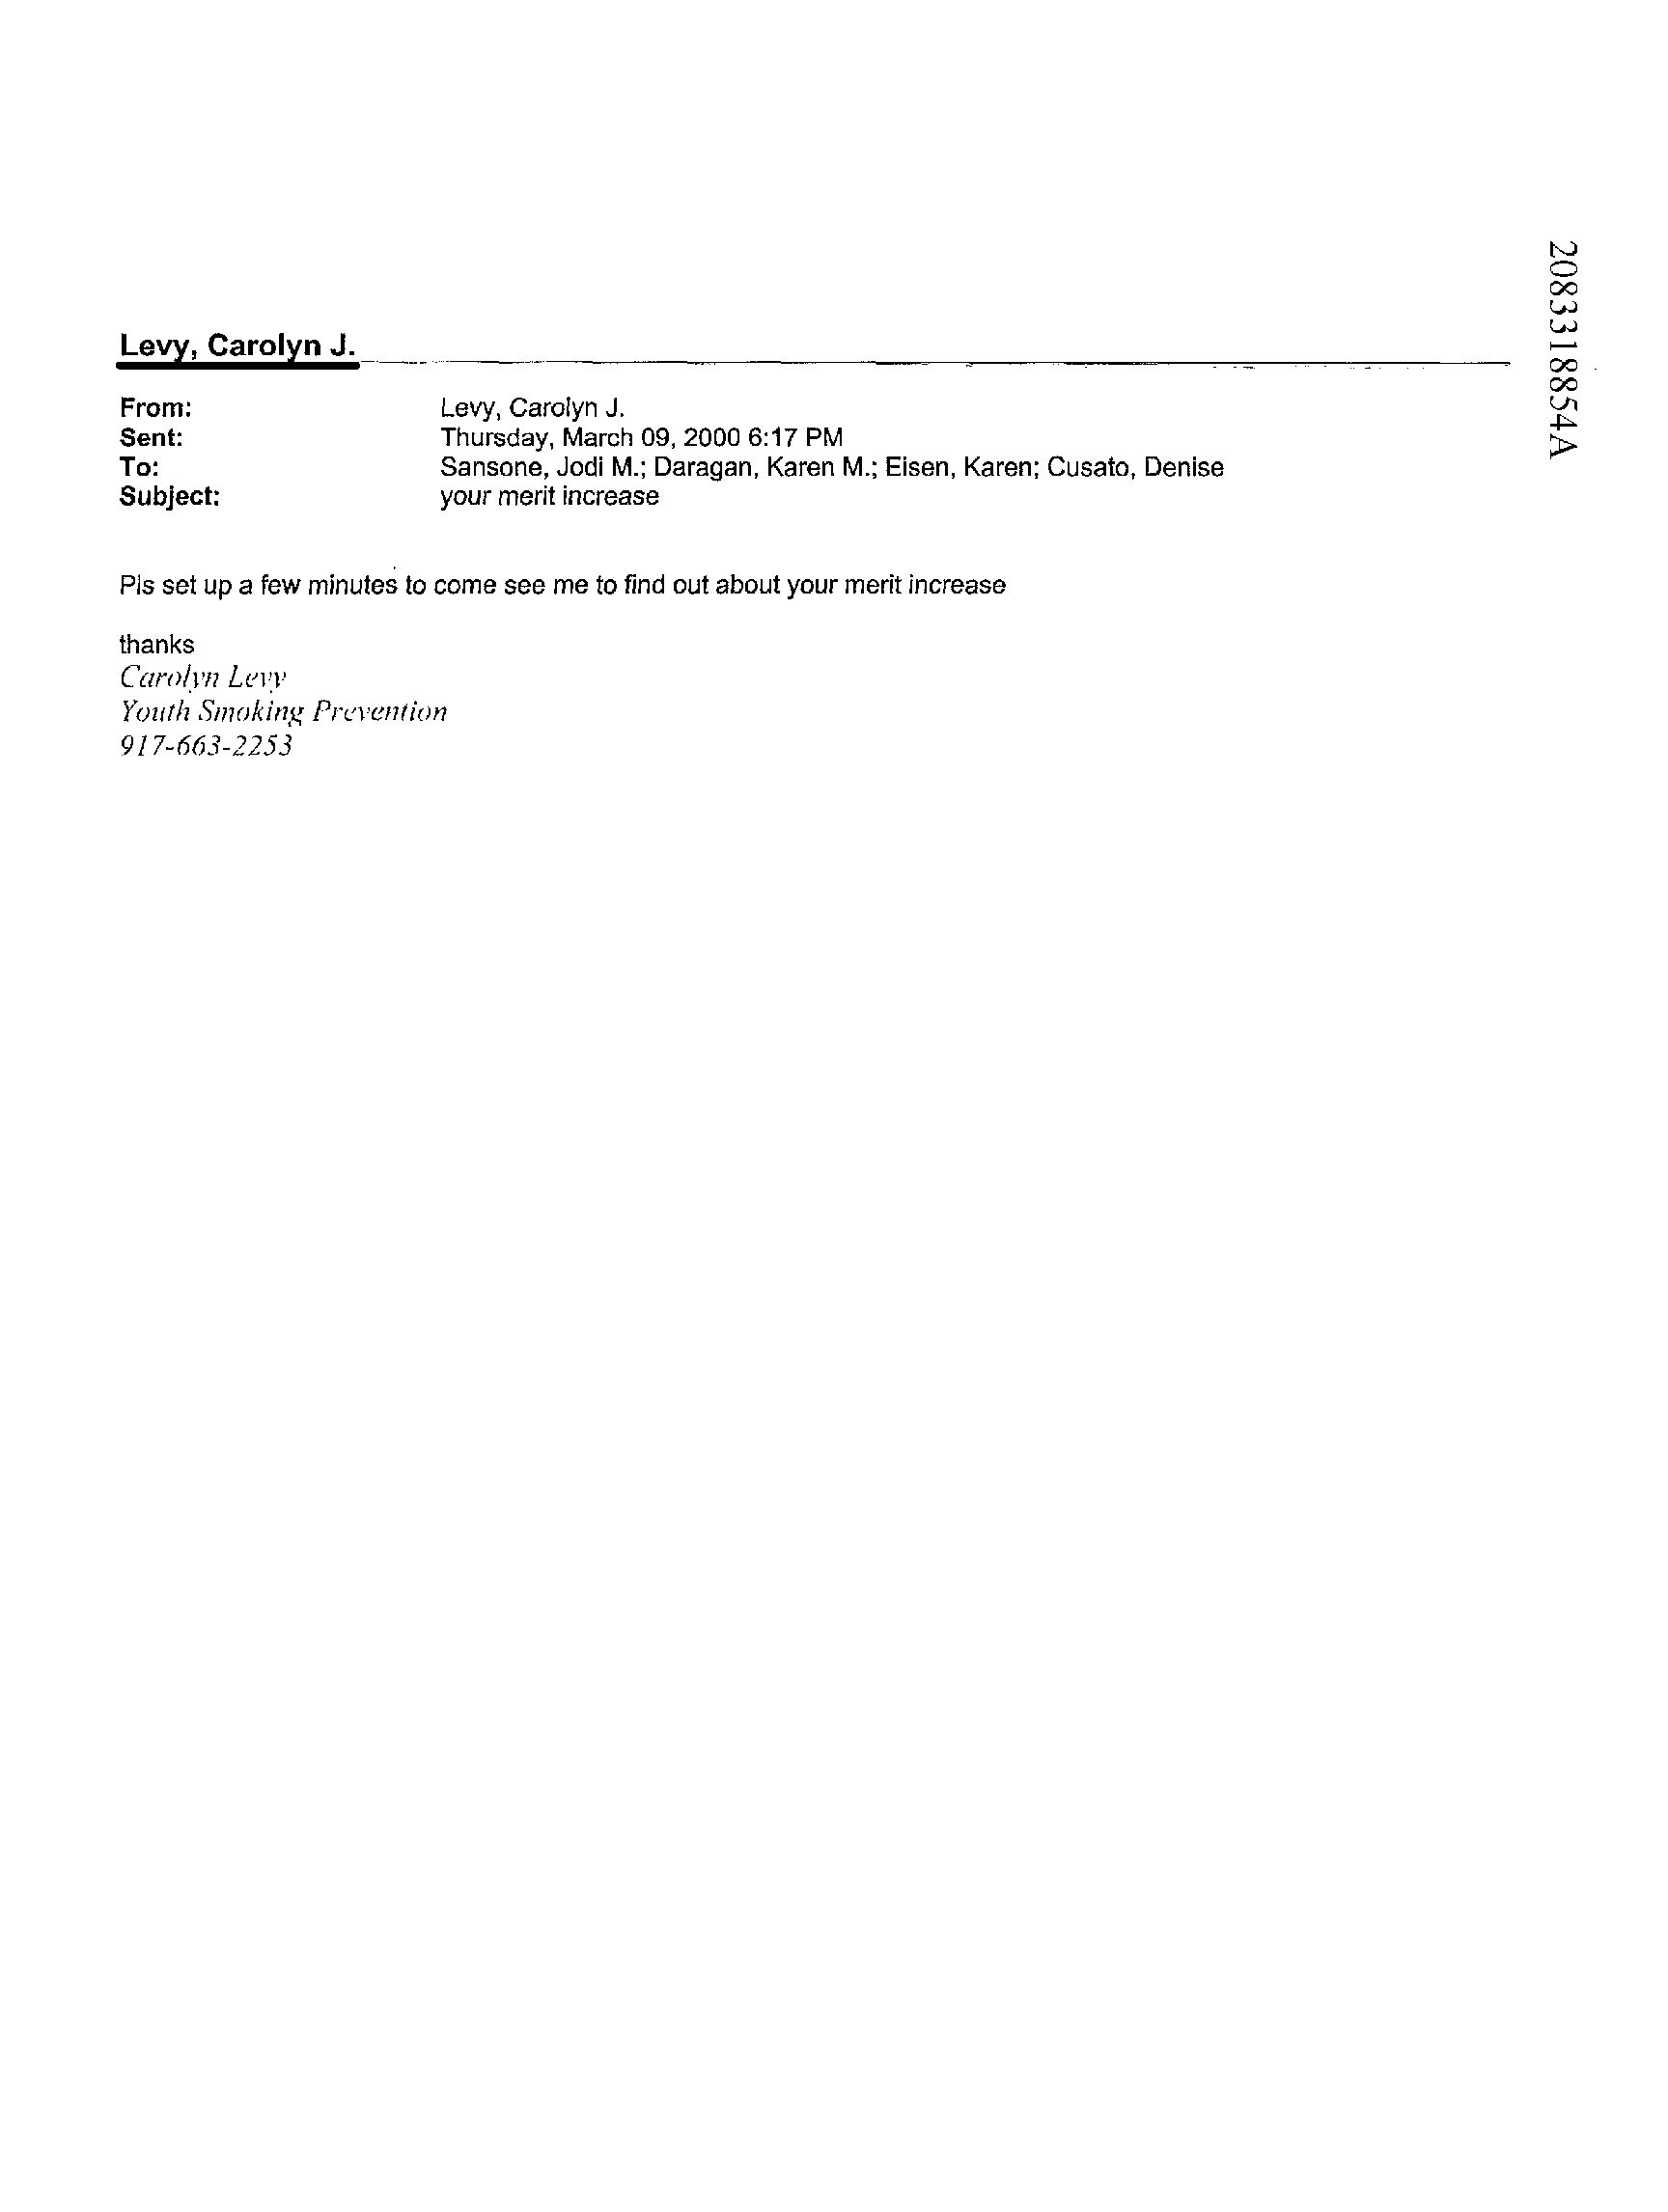 2083318854A
Levy, Carolyn J.
From: Levy, Carolyn J.
Sent: Thursday, March 09, 2000 6:17 PM
To: Sansone, Jodi M.; Daragan, Karen M.; Eisen, Karen; Cusato, Denise
Subject: your merit increase
Pls set up a few minutes to come see me to find out about your merit increase
thanks
Carolyn Levy
Youth Smoking Prevention
917-663-2253